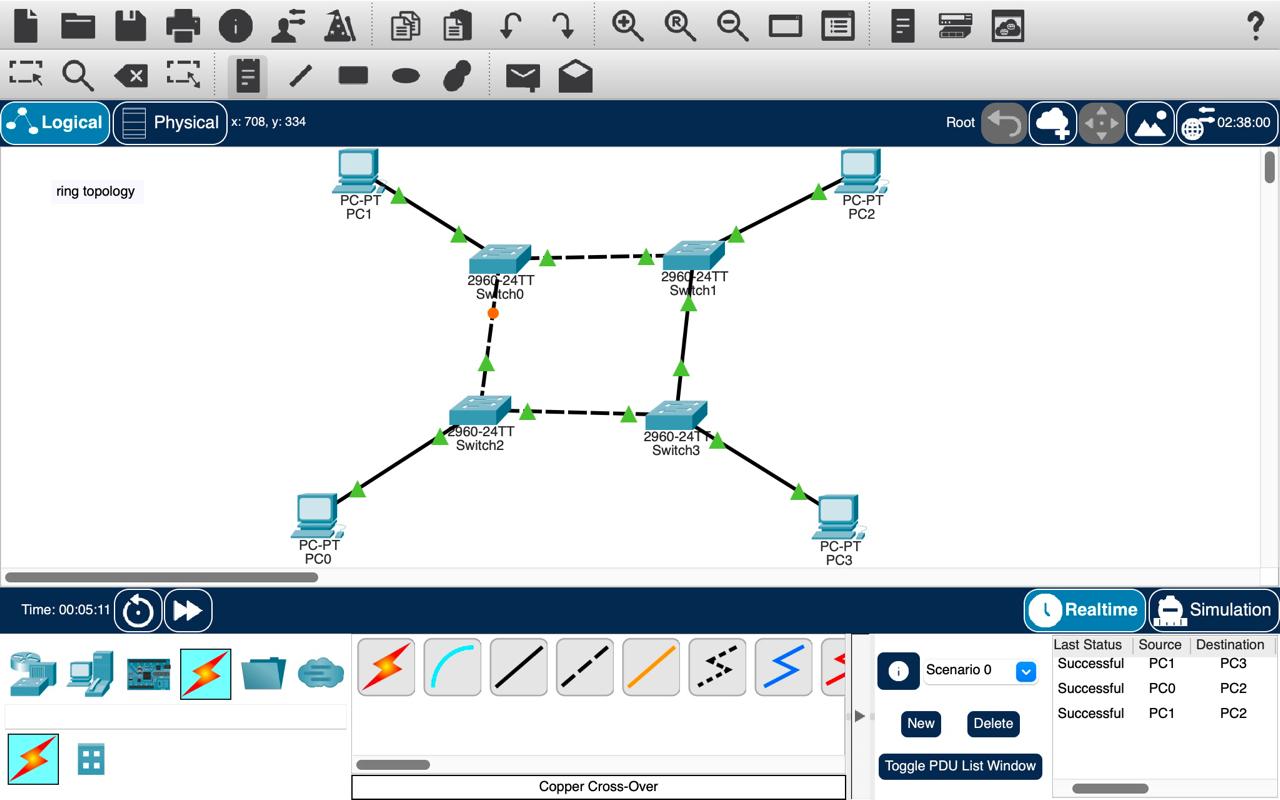 Logical
Physical
x: 708, y: 334
Root
02:38:00
ring topology
PC-PT
PC1
PC-PT
PC2
2960-24TT
Switch0
2960-24TT
Switch1
2960-24TT
Switch2
2960-24TT
Switch3
PC-PT
PC0
PC-PT
PC3
Time: 00:05:11
Realtime
Simulation
Scenario 0
New
Delete
Toggle PDU List Window
Last Status Source Destination
Successful PC1 PC3
Successful PC0 PC2
Successful PC1 PC2
Copper Cross-Over